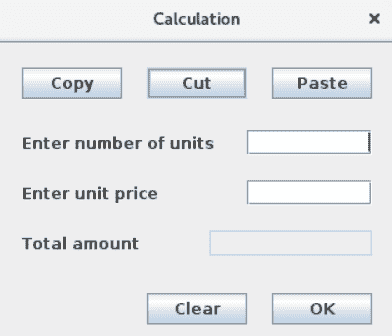 Calculation
Copy Cut Paste
Enter number of units
Enter unit price
Total amount
Clear OK